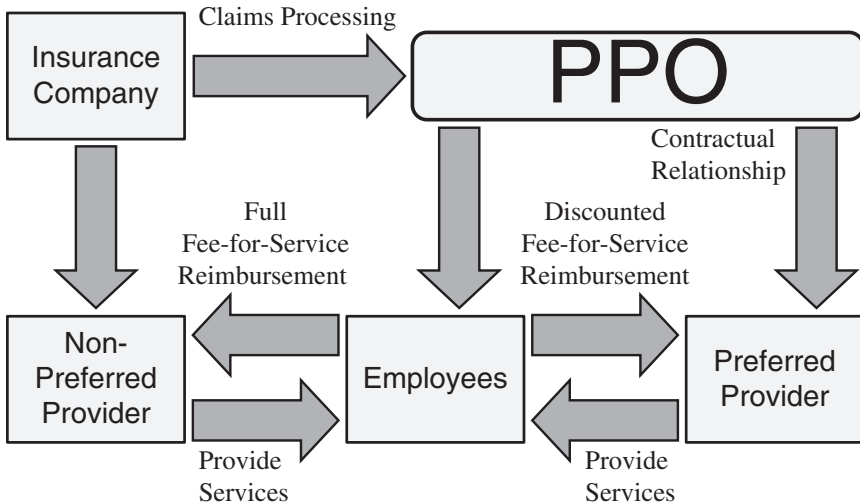 Claims Processing
Insurance
Company
PPO
Contractual
Relationship
Full
Fee-for-Service
Reimbursement
Discounted
Fee-for-Service
Reimbursement
Non-
Preferred
Provider
Employees
Preferred
Provider
Provide
Services
Provide
Services